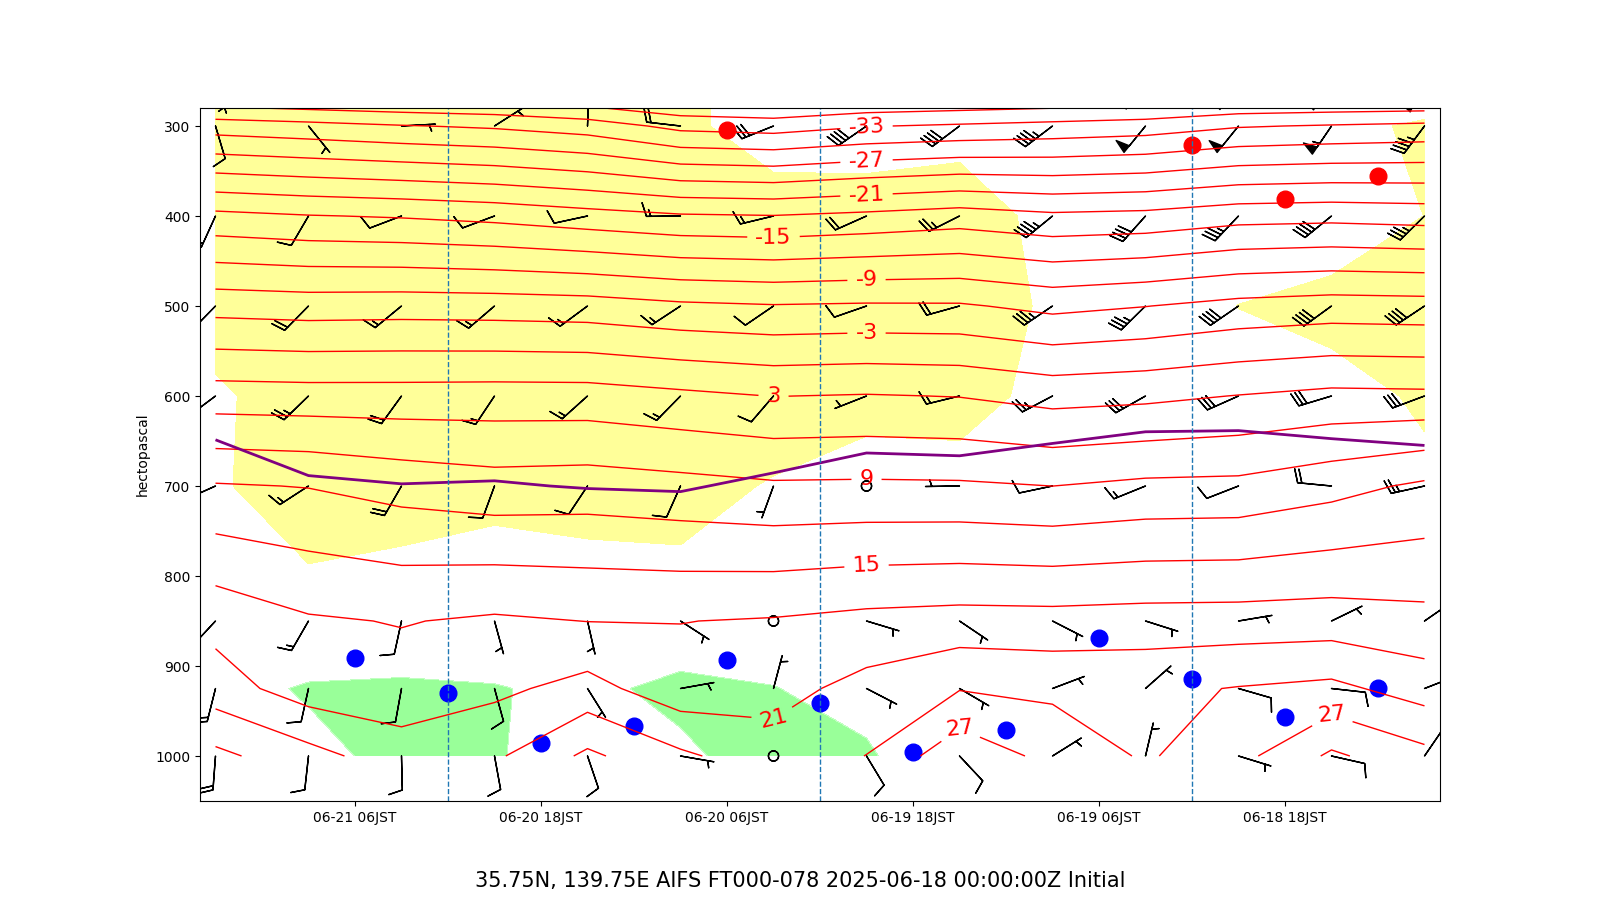 hectopascal
300
400
500
600
700
800
900
1000
-33
-27
-21
-15
-9
-3
3
9
15
21
27
27
06-21 06JST
06-20 18JST
06-20 06JST
06-19 18JST
06-19 06JST
06-18 18JST
35.75N, 139.75E AIFS FT000-078 2025-06-18 00:00:00Z Initial